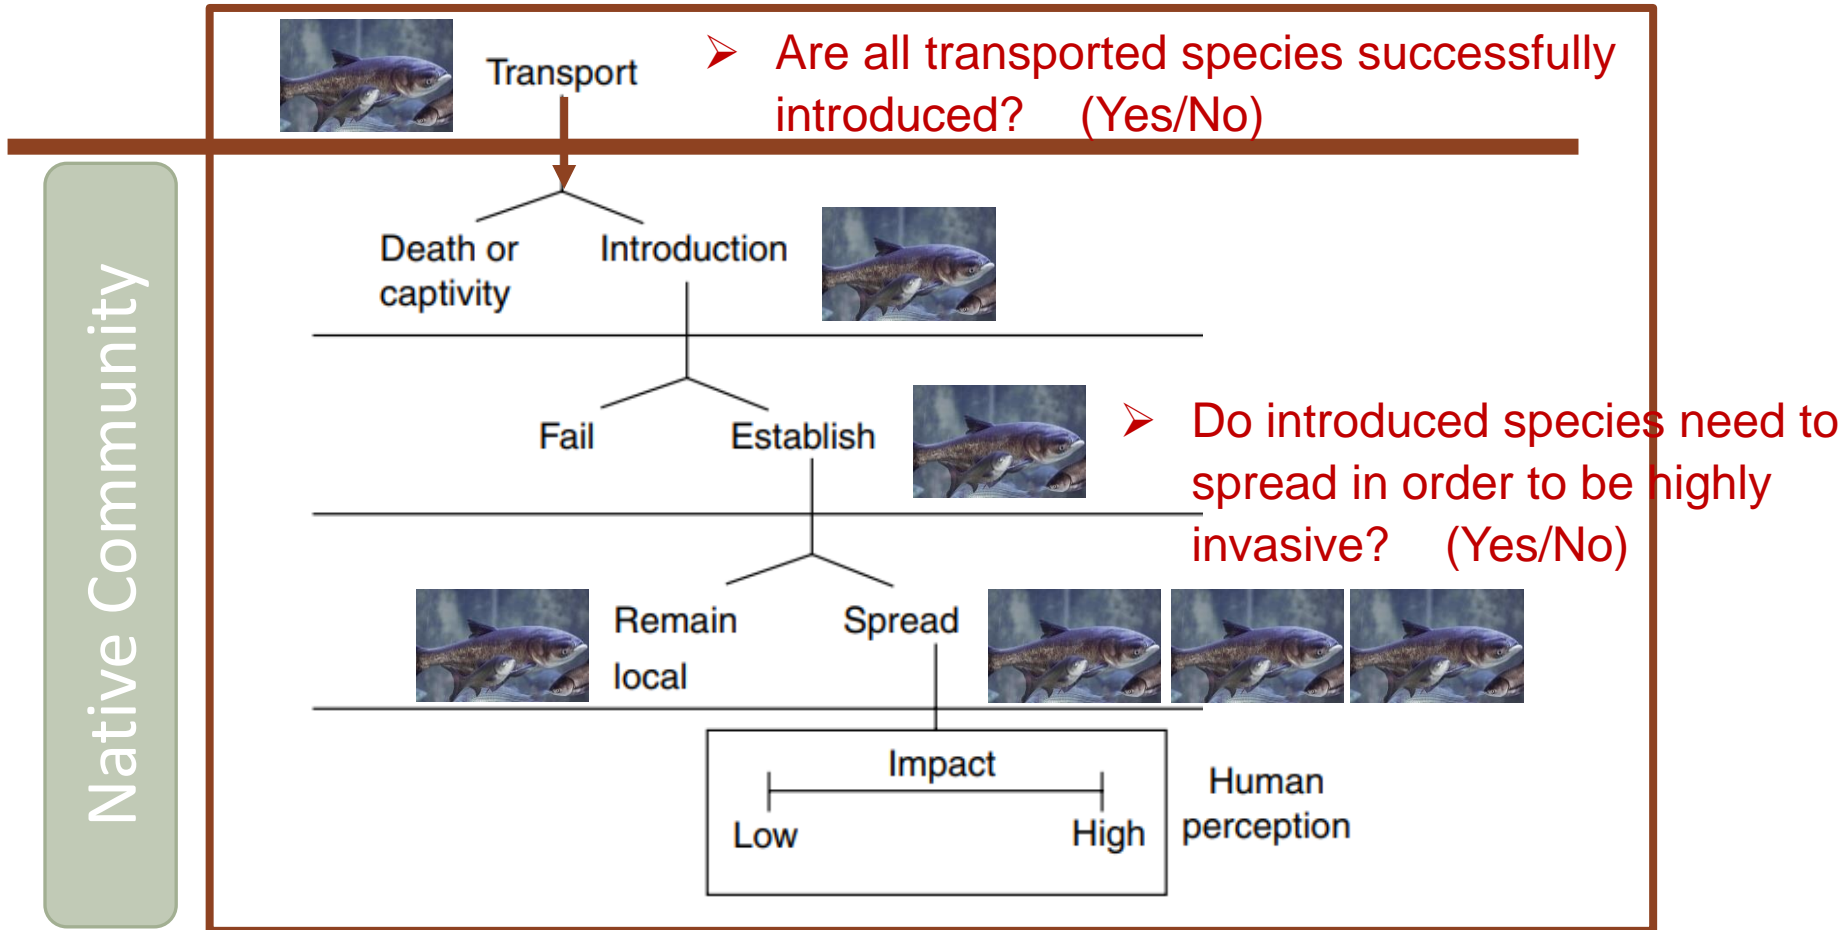 Transport
➢ Are all transported species successfully
introduced? (Yes/No)
Native Community
Death or
captivity
Introduction
Fail
Establish
➢ Do introduced species need to
spread in order to be highly
invasive? (Yes/No)
Remain
local
Spread
Impact
Low
High
Human
perception